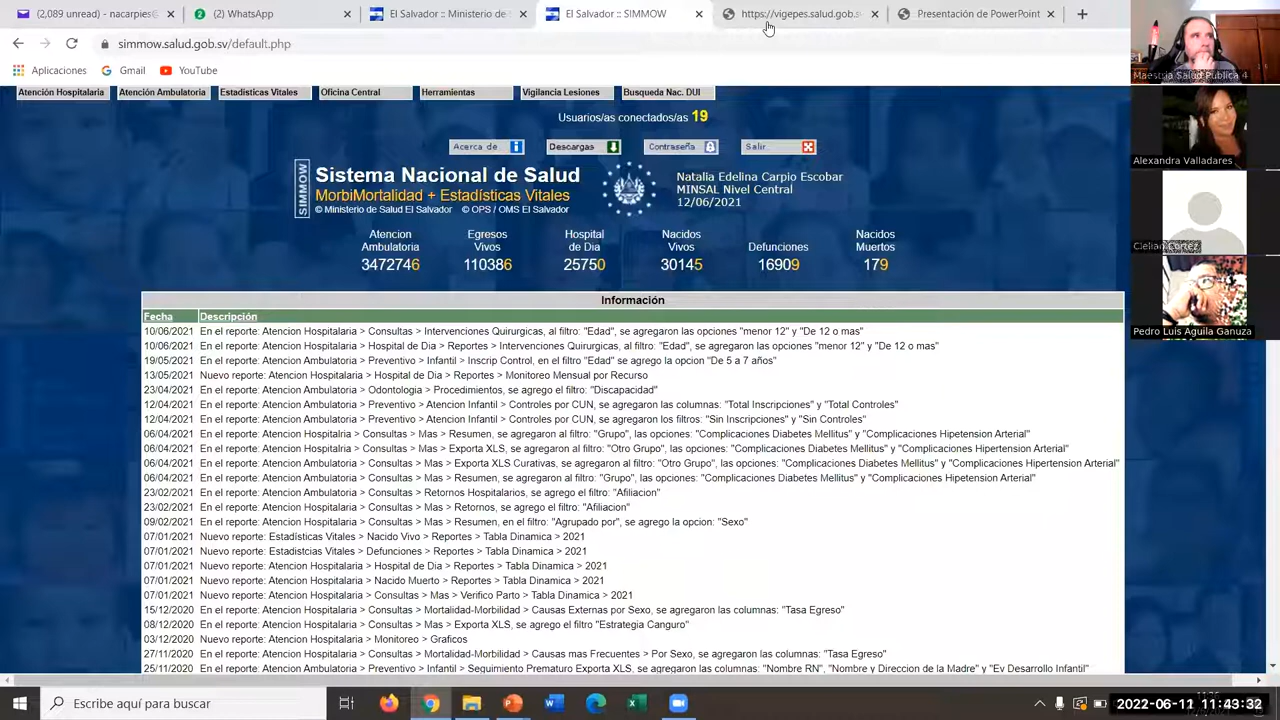 (2,089 unread) - nacarpies
(2) WhatsApp
El Salvador :: Ministerio de
El Salvador :: SIMMOW
https://vigepes.salud.gob.s
Presentación de PowerPoint
simmow.salud.gob.sv/default.php
Aplicaciones
Gmail
YouTube
Maestria Salud Publica 4
Atención Hospitalaria
Atención Ambulatoria
Estadísticas Vitales
Oficina Central
Herramientas
Vigilancia Lesiones
Busqueda Nac. DUI
Usuarios/as conectados/as 19
Acerca de
Descargas
Contraseña
Salir...
Alexandra Valladares
SIMMOW
Sistema Nacional de Salud
MorbiMortalidad + Estadísticas Vitales
© Ministerio de Salud El Salvador © OPS / OMS El Salvador
Natalia Edelina Carpio Escobar
MINSAL Nivel Central
12/06/2021
Cortez
Atencion Ambulatoria
Egresos Vivos
Hospital de Dia
Nacidos Vivos
Defunciones
Nacidos Muertos
3472746
110386
25750
30145
16909
179
Pedro Luis Aguila Ganuza
Información
Fecha Descripción
10/06/2021 En el reporte: Atencion Hospitalaria > Consultas > Intervenciones Quirurgicas, al filtro: "Edad", se agregaron las opciones "menor 12" y "De 12 o mas"
10/06/2021 En el reporte: Atencion Hospitalaria > Hospital de Dia > Reportes > Intervenciones Quirurgicas, al filtro: "Edad", se agregaron las opciones "menor 12" y "De 12 o mas"
19/05/2021 En el reporte: Atencion Ambulatoria > Preventivo > Infantil > Inscrip Control, en el filtro "Edad" se agrego la opcion "De 5 a 7 años"
13/05/2021 Nuevo reporte: Atencion Hospitalaria > Hospital de Dia > Reportes > Monitoreo Mensual por Recurso
23/04/2021 En el reporte: Atencion Ambulatoria > Odontologia > Procedimientos, se agrego el filtro: "Discapacidad"
12/04/2021 En el reporte: Atencion Ambulatoria > Preventivo > Atencion Infantil > Controles por CUN, se agregaron las columnas: "Total Inscripciones" y "Total Controles"
12/04/2021 En el reporte: Atencion Ambulatoria > Preventivo > Atencion Infantil > Controles por CUN, se agregaron los filtros: "Sin Inscripciones" y "Sin Controles"
06/04/2021 En el reporte: Atencion Hospitalria > Consultas > Mas > Resumen, se agregaron al filtro: "Grupo", las opciones: "Complicaciones Diabetes Mellitus" y "Complicaciones Hipetension Arterial"
06/04/2021 En el reporte: Atencion Hospitalaria > Consultas > Mas > Exporta XLS, se agregaron al filtro: "Otro Grupo", las opciones: "Complicaciones Diabetes Mellitus" y "Complicaciones Hipertension Arterial"
06/04/2021 En el reporte: Atencion Ambulatoria > Consultas > Mas > Exporta XLS Curativas, se agregaron al filtro: "Otro Grupo", las opciones: "Complicaciones Diabetes Mellitus" y "Complicaciones Hipertension Arterial"
06/04/2021 En el reporte: Atencion Ambulatoria > Consultas > Mas > Resumen, se agregaron al filtro: "Grupo", las opciones: "Complicaciones Diabetes Mellitus" y "Complicaciones Hipetension Arterial"
23/02/2021 En el reporte: Atencion Ambulatoria > Consultas > Retornos Hospitalarios, se agrego el filtro: "Afiliacion"
23/02/2021 En el reporte: Atencion Ambulatoria > Consultas > Mas > Retornos, se agrego el filtro: "Afiliacion"
09/02/2021 En el reporte: Atencion Ambulatoria > Consultas > Mas > Resumen, en el filtro: "Agrupado por", se agrego la opcion: "Sexo"
07/01/2021 Nuevo reporte: Estadísticas Vitales > Nacido Vivo > Reportes > Tabla Dinamica > 2021
07/01/2021 Nuevo reporte: Estadistcias Vitales > Defunciones > Reportes > Tabla Dinamica > 2021
07/01/2021 Nuevo reporte: Atencion Hospitalaria > Hospital de Dia > Reportes > Tabla Dinamica > 2021
07/01/2021 Nuevo reporte: Atencion Hospitalaria > Nacido Muerto > Reportes > Tabla Dinamica > 2021
07/01/2021 Nuevo reporte: Atencion Hospitalaria > Consultas > Mas > Verifico Parto > Tabla Dinamica > 2021
15/12/2020 En el reporte: Atencion Hospitalaria > Consultas > Mortalidad-Morbilidad > Causas Externas por Sexo, se agregaron las columnas: "Tasa Egreso"
08/12/2020 En el reporte: Atencion Hospitalaria > Consultas > Mas > Exporta XLS, se agrego el filtro "Estrategia Canguro"
03/12/2020 Nuevo reporte: Atencion Hospitalaria > Monitoreo > Graficos
27/11/2020 En el reporte: Atencion Hospitalaria > Consultas > Mortalidad-Morbilidad > Causas mas Frecuentes > Por Sexo, se agregaron las columnas: "Tasa Egreso"
25/11/2020 En el reporte: Atencion Ambulatoria > Preventivo > Infantil > Seguimiento Prematuro Exporta XLS, se agregaron las columnas: "Nombre RN", "Nombre y Direccion de la Madre" y "Ev Desarrollo Infantil"
Escribe aquí para buscar
2022-06-11 11:43:32